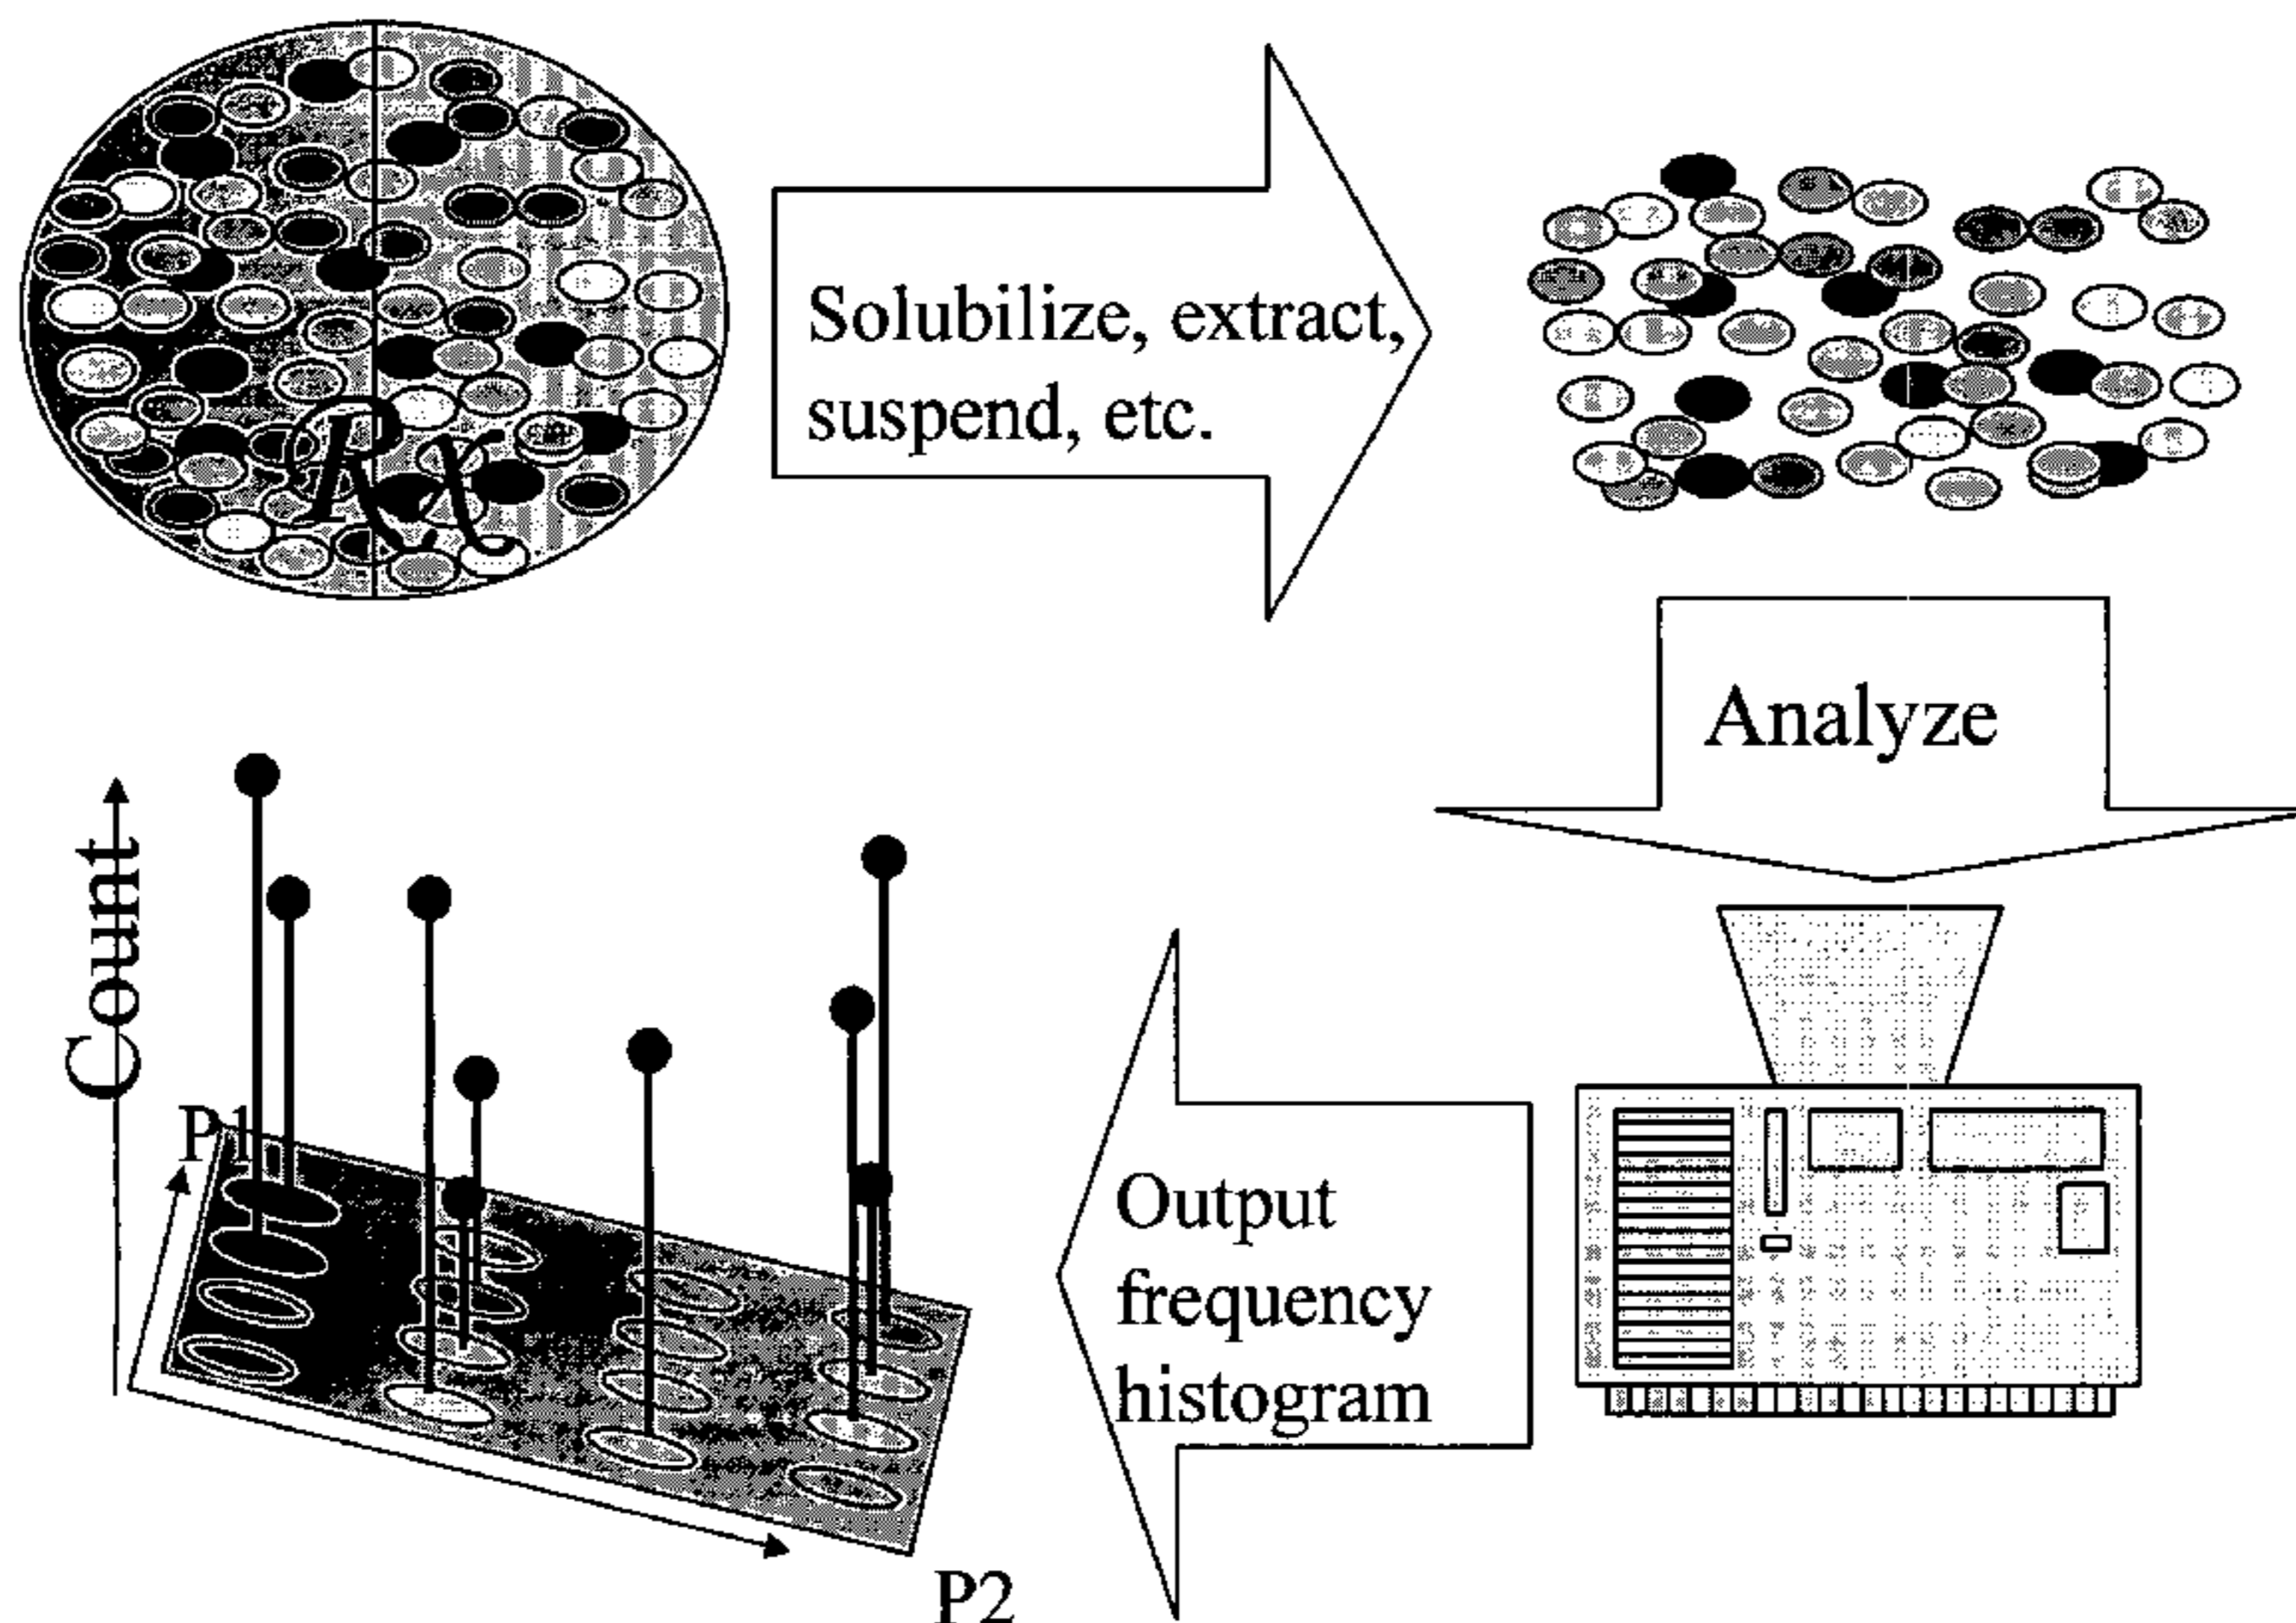 Rx
Solubilize, extract,
suspend, etc.
Analyze
Output
frequency
histogram
Count
P1
P2